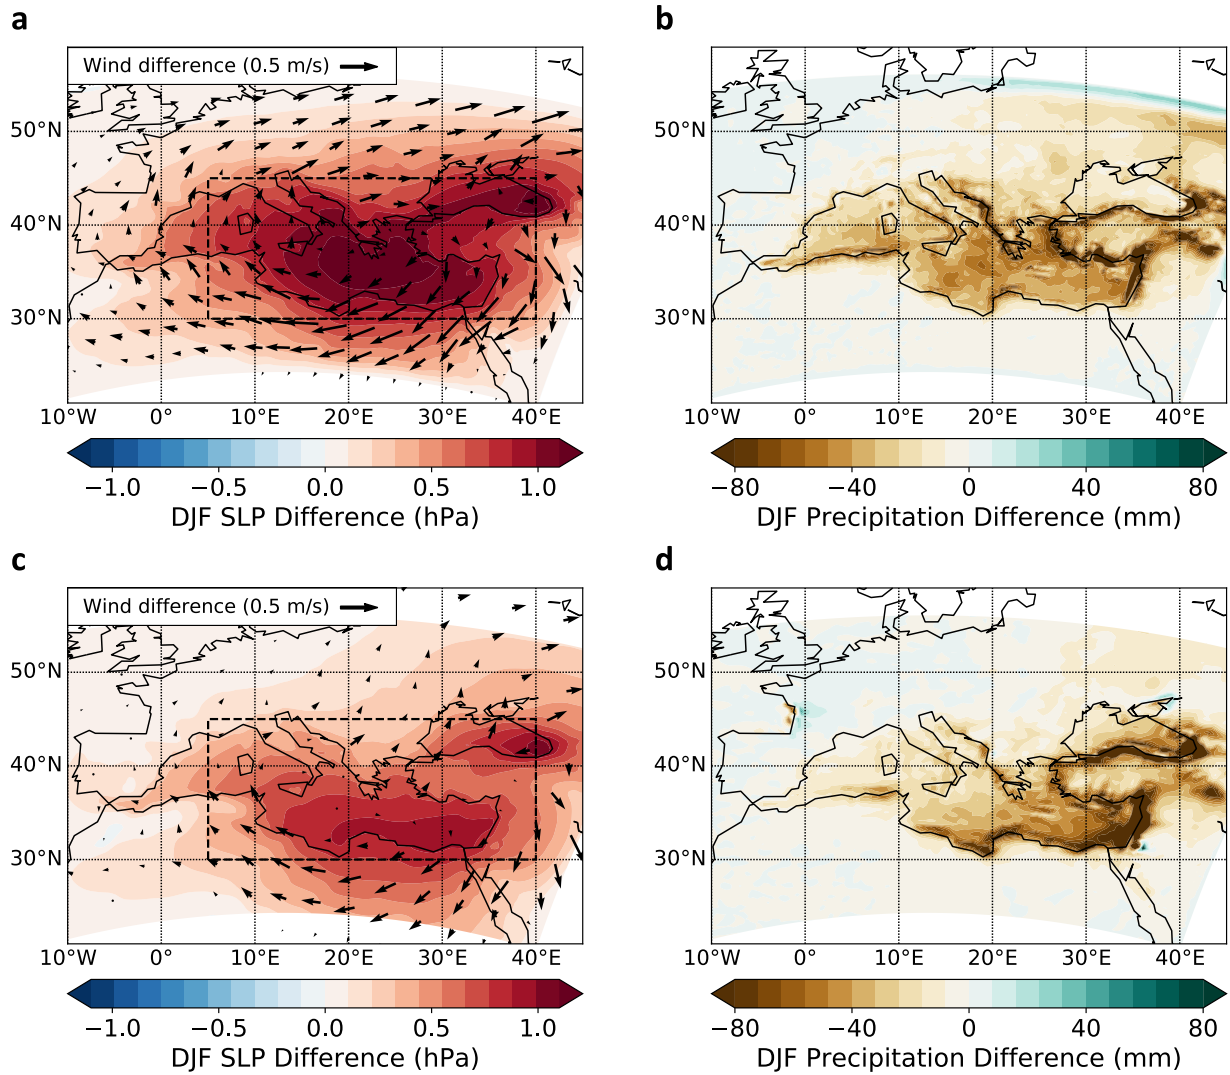 a
b
Wind difference (0.5 m/s)
50°N
40°N
30°N
10°W 0° 10°E 20°E 30°E 40°E
−1.0 −0.5 0.0 0.5 1.0
DJF SLP Difference (hPa)
50°N
40°N
30°N
10°W 0° 10°E 20°E 30°E 40°E
−80 −40 0 40 80
DJF Precipitation Difference (mm)
c
d
Wind difference (0.5 m/s)
50°N
40°N
30°N
10°W 0° 10°E 20°E 30°E 40°E
−1.0 −0.5 0.0 0.5 1.0
DJF SLP Difference (hPa)
50°N
40°N
30°N
10°W 0° 10°E 20°E 30°E 40°E
−80 −40 0 40 80
DJF Precipitation Difference (mm)